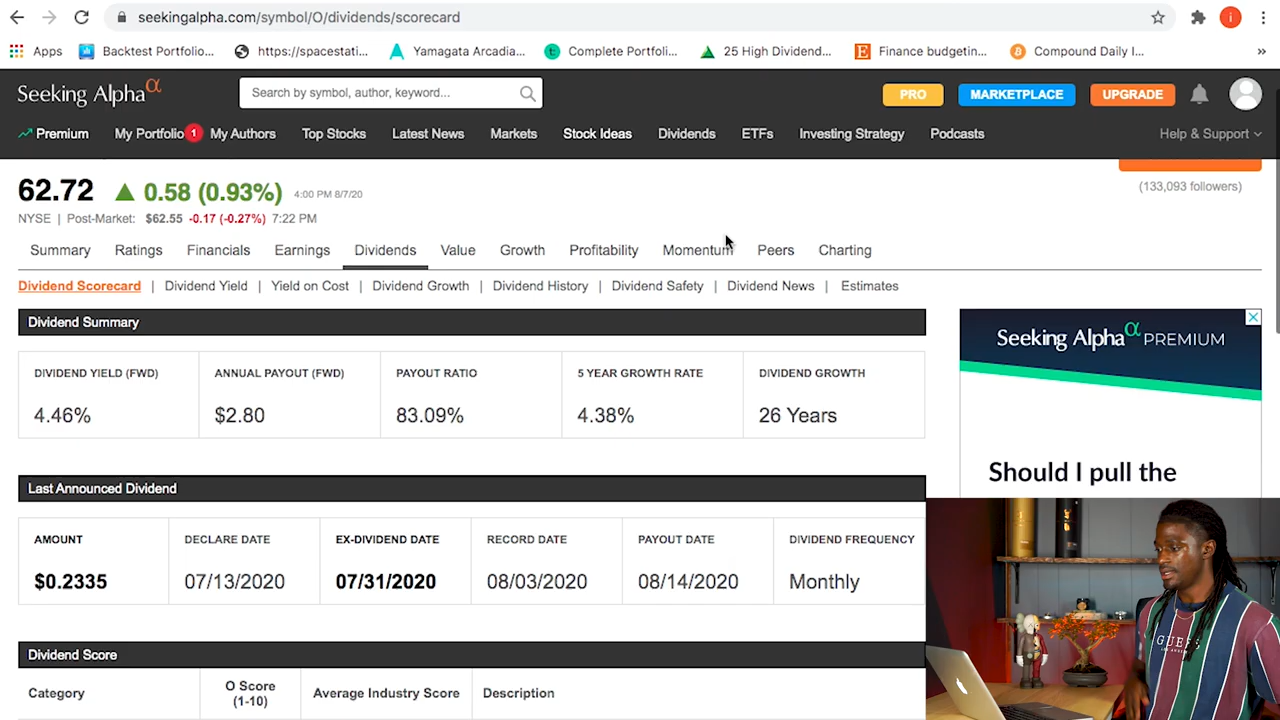 seekingalpha.com/symbol/O/dividends/scorecard
i
Apps
Backtest Portfolio...
https://spacestati...
Yamagata Arcadia...
Complete Portfoli...
25 High Dividend...
Finance budgetin...
Compound Daily I...
»
Seeking Alpha α
Search by symbol, author, keyword...
PRO
MARKETPLACE
UPGRADE
Premium
My Portfolio
1
My Authors
Top Stocks
Latest News
Markets
Stock Ideas
Dividends
ETFs
Investing Strategy
Podcasts
Help & Support
62.72 ▲ 0.58 (0.93%) 4:00 PM 8/7/20
(133,093 followers)
NYSE | Post-Market: $62.55 -0.17 (-0.27%) 7:22 PM
Summary
Ratings
Financials
Earnings
Dividends
Value
Growth
Profitability
Momentum
Peers
Charting
Dividend Scorecard | Dividend Yield | Yield on Cost | Dividend Growth | Dividend History | Dividend Safety | Dividend News | Estimates
Dividend Summary
DIVIDEND YIELD (FWD)
4.46%
ANNUAL PAYOUT (FWD)
$2.80
PAYOUT RATIO
83.09%
5 YEAR GROWTH RATE
4.38%
DIVIDEND GROWTH
26 Years
Seeking Alpha α PREMIUM
Should I pull the
Last Announced Dividend
AMOUNT
$0.2335
DECLARE DATE
07/13/2020
EX-DIVIDEND DATE
07/31/2020
RECORD DATE
08/03/2020
PAYOUT DATE
08/14/2020
DIVIDEND FREQUENCY
Monthly
Dividend Score
Category
O Score
(1-10)
Average Industry Score
Description
GUESS